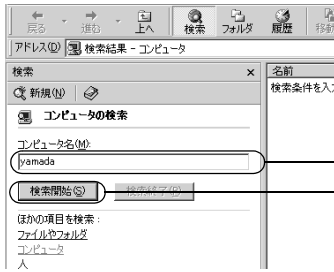 戻る 進む 上へ 検索 フォルダ 履歴
アドレス(D) 検索結果 - コンピュータ
検索 ×
新規(N)
コンピュータの検索
コンピュータ名(M):
yamada
検索開始(S) 検索終了(P)
ほかの項目を検索:
ファイルやフォルダ
コンピュータ
人
名前
検索条件を入